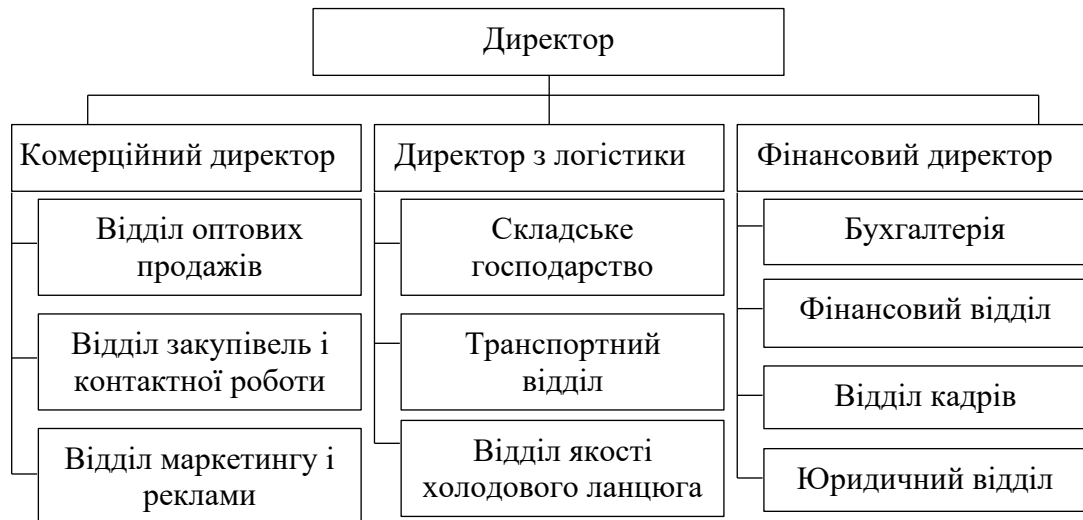 Директор
Комерційний директор
Відділ оптових
продажів
Відділ закупівель і
контактної роботи
Відділ маркетингу і
реклами
Директор з логістики
Складське
господарство
Транспортний
відділ
Відділ якості
холодового ланцюга
Фінансовий директор
Бухгалтерія
Фінансовий відділ
Відділ кадрів
Юридичний відділ